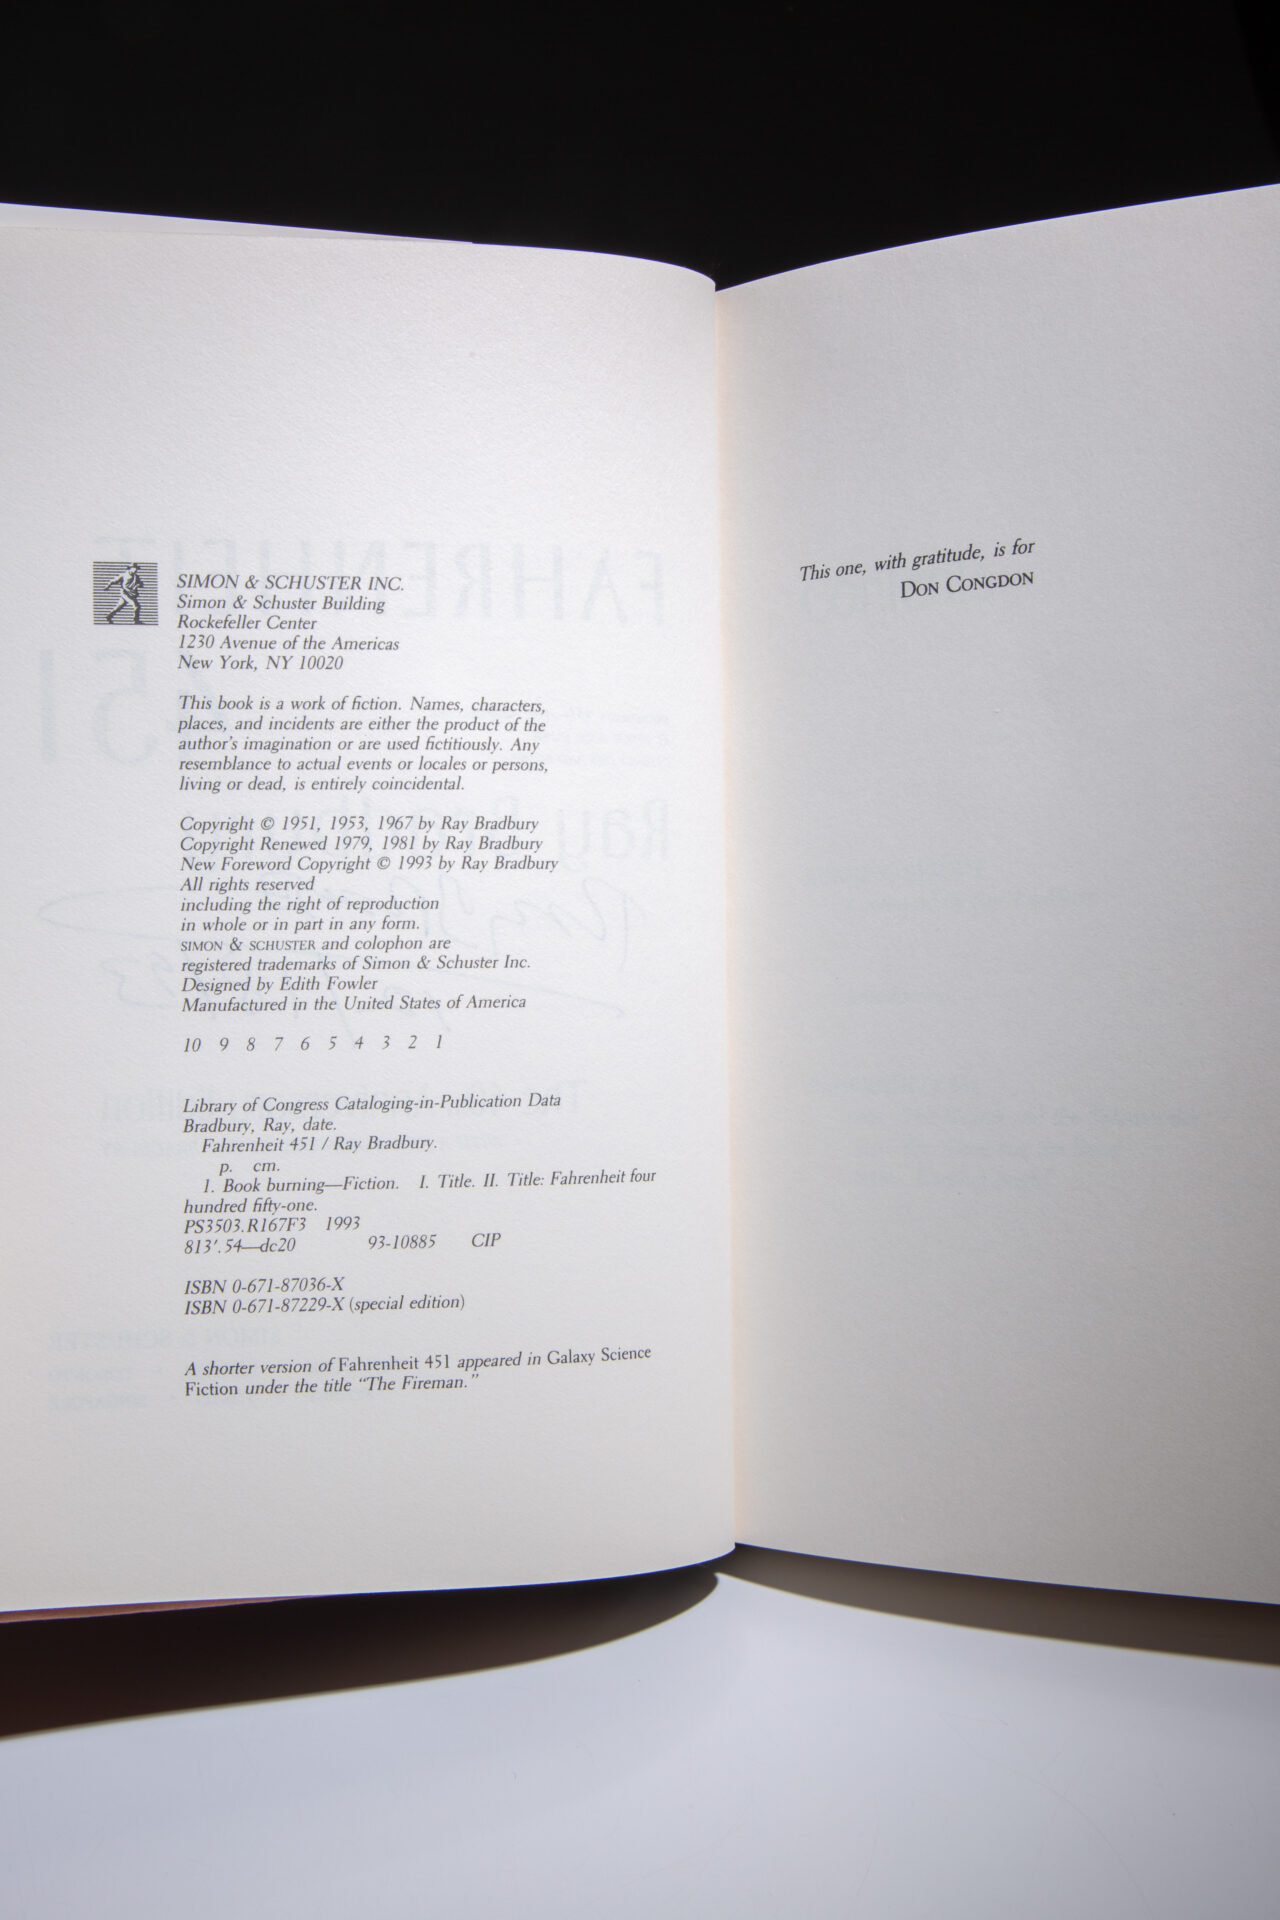 SIMON & SCHUSTER INC.
Simon & Schuster Building
Rockefeller Center
1230 Avenue of the Americas
New York, NY 10020
This book is a work of fiction. Names, characters,
places, and incidents are either the product of the
author's imagination or are used fictitiously. Any
resemblance to actual events or locales or persons,
living or dead, is entirely coincidental.
Copyright © 1951, 1953, 1967 by Ray Bradbury
Copyright Renewed 1979, 1981 by Ray Bradbury
New Foreword Copyright © 1993 by Ray Bradbury
All rights reserved
including the right of reproduction
in whole or in part in any form.
SIMON & SCHUSTER and colophon are
registered trademarks of Simon & Schuster Inc.
Designed by Edith Fowler
Manufactured in the United States of America
10 9 8 7 6 5 4 3 2 1
Library of Congress Cataloging-in-Publication Data
Bradbury, Ray, date.
Fahrenheit 451 / Ray Bradbury.
p. cm.
1. Book burning—Fiction. I. Title. II. Title: Fahrenheit four
hundred fifty-one.
PS3503.R167F3 1993
813'.54—dc20 93-10885 CIP
ISBN 0-671-87036-X
ISBN 0-671-87229-X (special edition)
A shorter version of Fahrenheit 451 appeared in Galaxy Science
Fiction under the title "The Fireman."
This one, with gratitude, is for
DON CONGDON